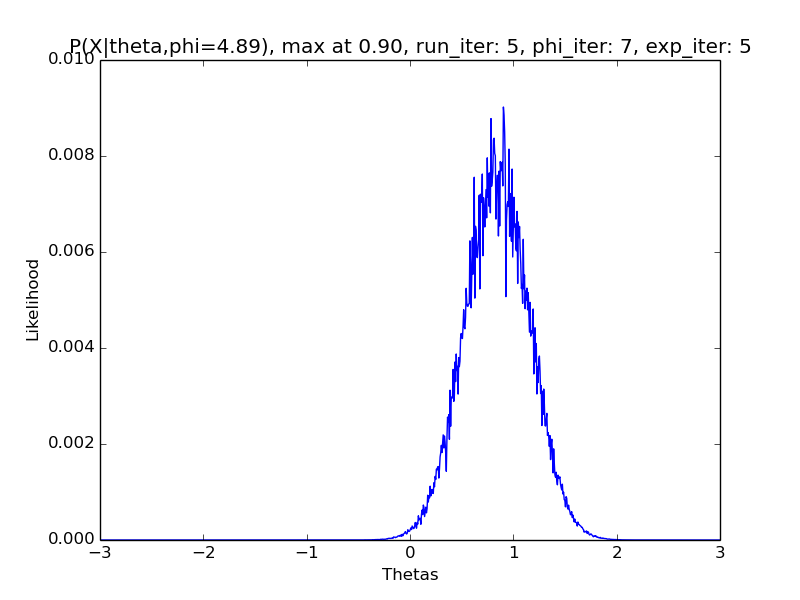 P(X|theta,phi=4.89), max at 0.90, run_iter: 5, phi_iter: 7, exp_iter: 5
0.010
0.008
0.006
0.004
0.002
0.000
Likelihood
−3 −2 −1 0 1 2 3
Thetas